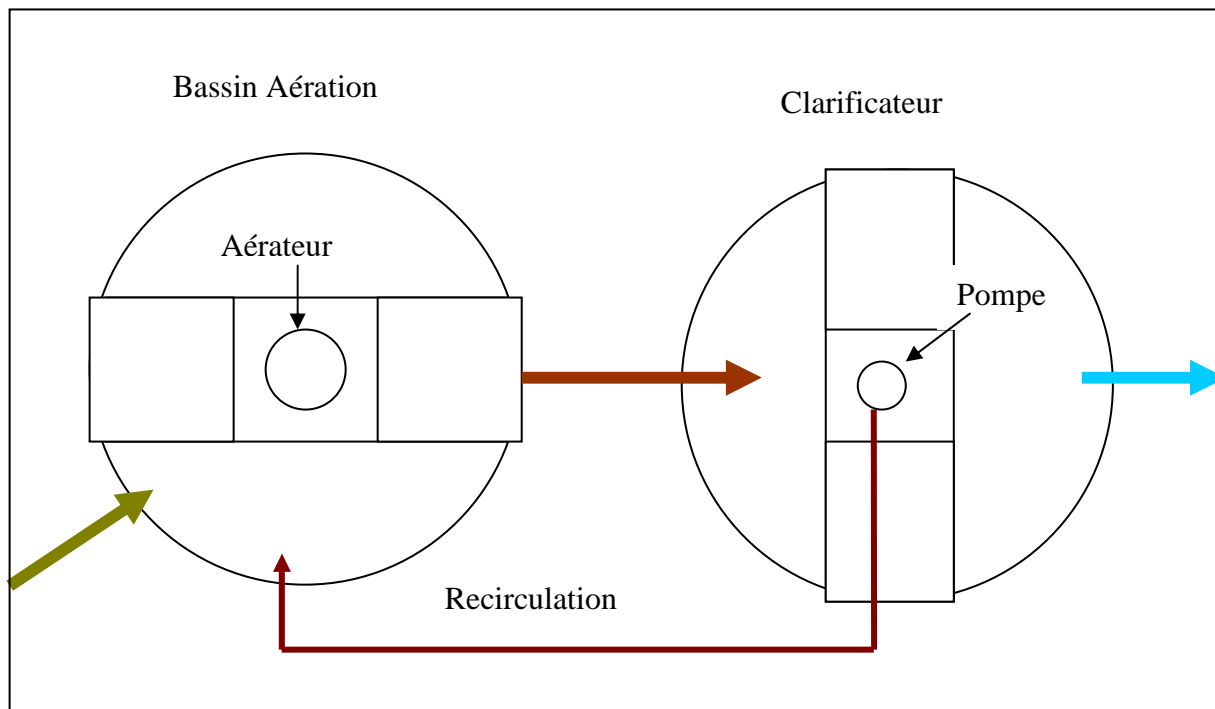 Bassin Aération
Clarificateur
Aérateur
Pompe
Recirculation